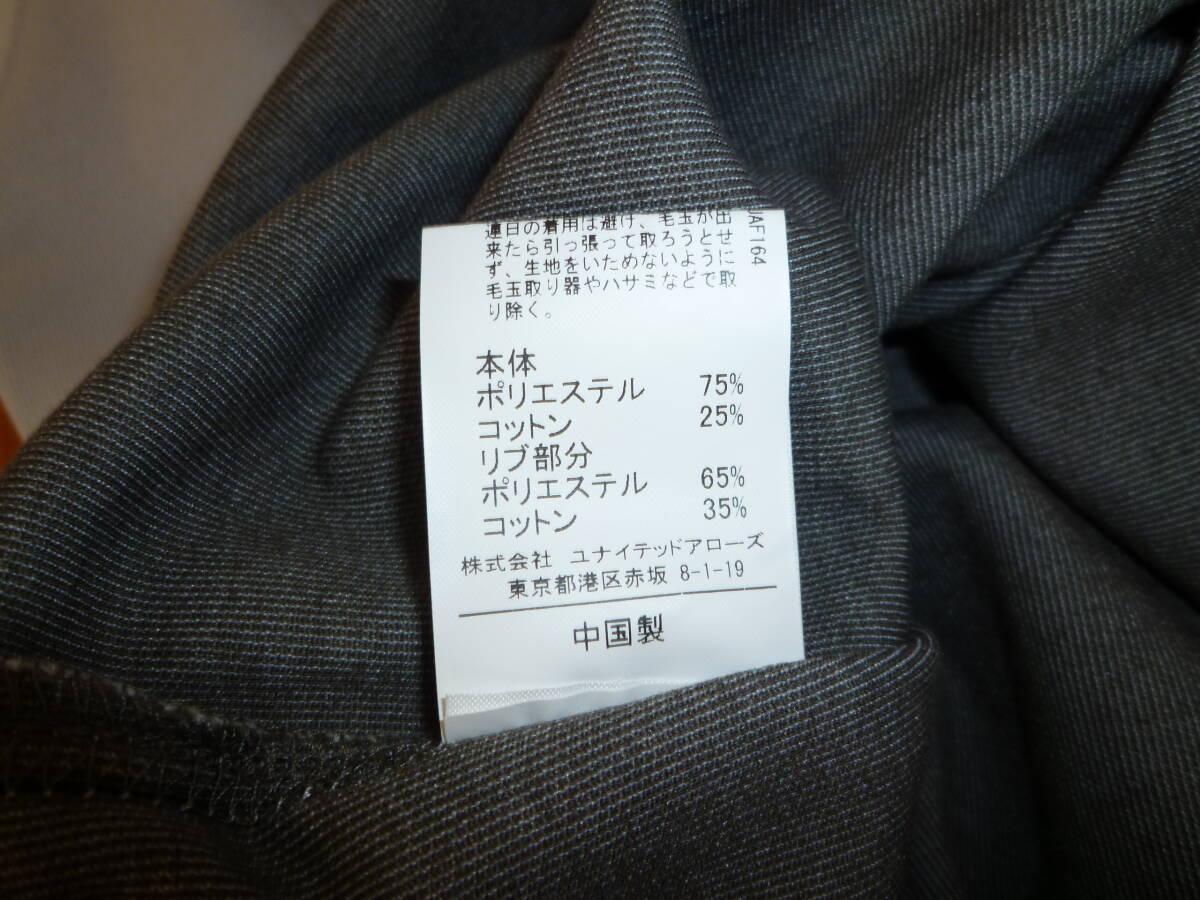 連日の着用は避け、毛玉が出
来たら引っ張って取ろうとせ
ず、生地をいためないように
毛玉取り器やハサミなどで取
り除く。
本体
ポリエステル 75%
コットン 25%
リブ部分
ポリエステル 65%
コットン 35%
株式会社 ユナイテッドアローズ
東京都港区赤坂 8-1-19
中国製